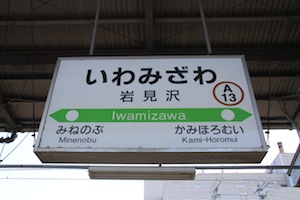 いわみざわ
岩見沢
A
13
Iwamizawa
みねのぶ
かみほろむい
Minenobu
Kami-Horomui